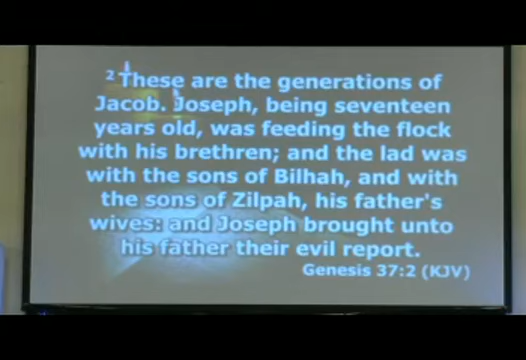 2 These are the generations of
Jacob. Joseph, being seventeen
years old, was feeding the flock
with his brethren; and the lad was
with the sons of Bilhah, and with
the sons of Zilpah, his father's
wives: and Joseph brought unto
his father their evil report.
Genesis 37:2 (KJV)